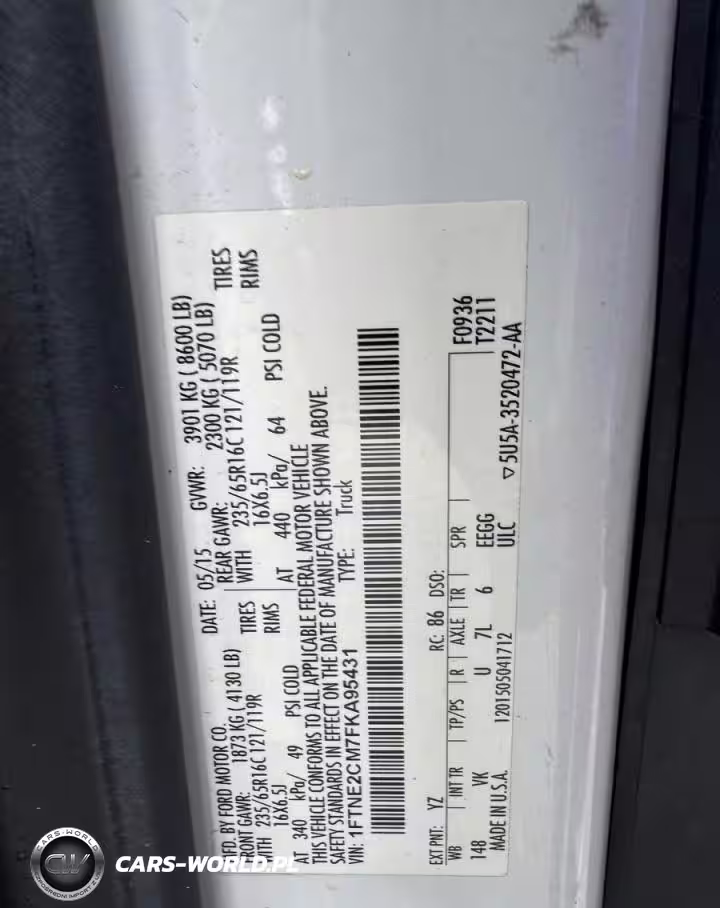 MFD. BY FORD MOTOR CO. DATE: 05/15 GVWR: 3901 KG ( 8600 LB)
FRONT GAWR: 1873 KG ( 4130 LB) REAR GAWR: 2300 KG ( 5070 LB)
WITH 235/65R16C 121/119R TIRES WITH 235/65R16C 121/119R TIRES
16X6.5J RIMS 16X6.5J RIMS
AT 340 kPa/ 49 PSI COLD AT 440 kPa/ 64 PSI COLD
THIS VEHICLE CONFORMS TO ALL APPLICABLE FEDERAL MOTOR VEHICLE
SAFETY STANDARDS IN EFFECT ON THE DATE OF MANUFACTURE SHOWN ABOVE.
VIN: 1FTNE2CM7FKA95431 TYPE: Truck
EXT PNT: YZ RC: 86 DSO:
WB INT TR TP/PS R AXLE TR SPR F0936
148 VK U 7L 6 EEGG T2211
MADE IN U.S.A. 1201505041712 ULC ▽5U5A-3520472-AA
CARS-WORLD
CW
CARS-WORLD.PL